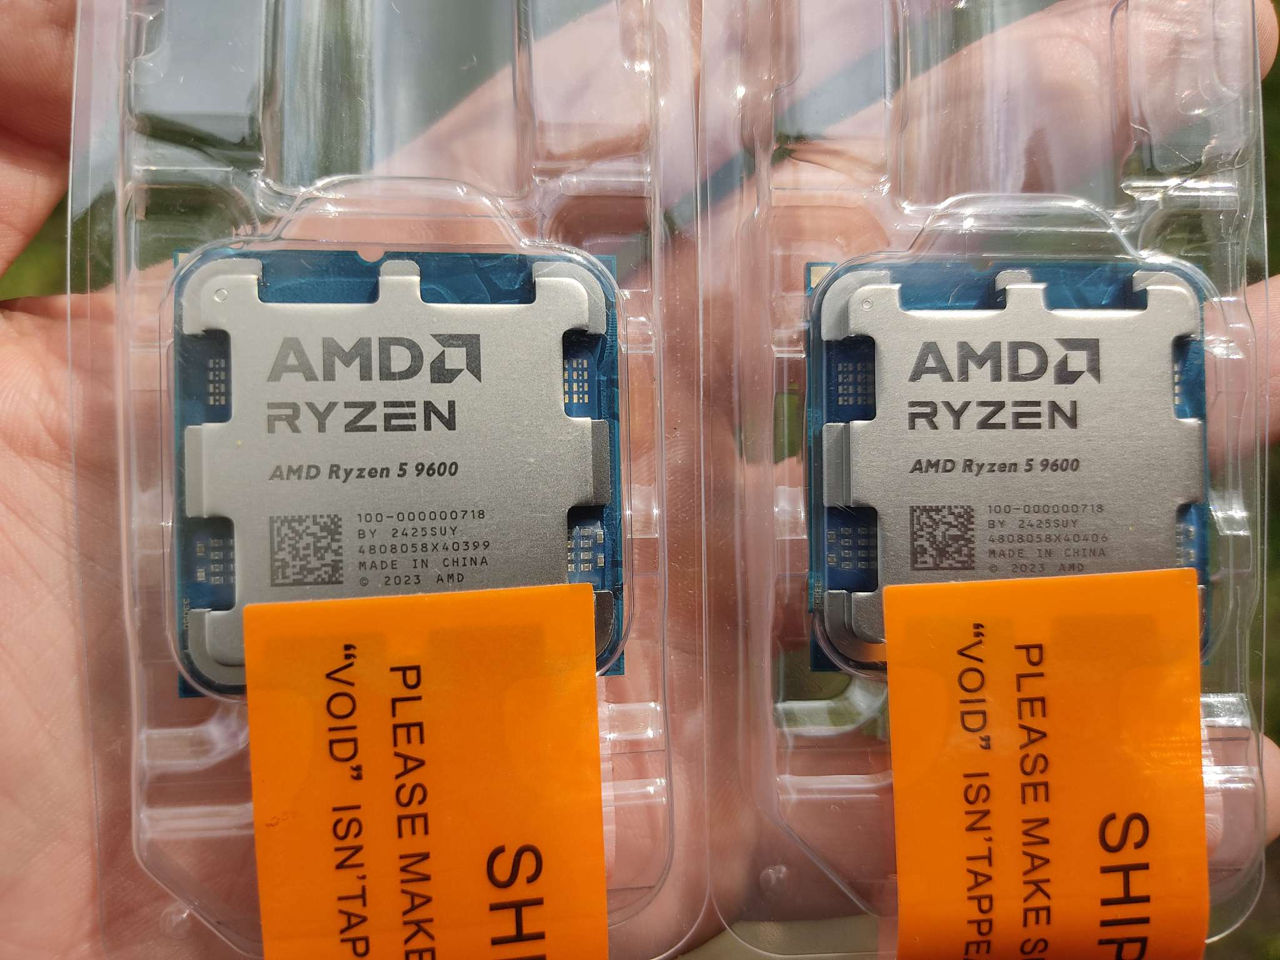 AMD
RYZEN
AMD Ryzen 5 9600
100-000000718
BY 2425SUY
4808058X40399
MADE IN CHINA
© 2023 AMD
PLEASE MAKE
“VOID” ISN'TAP
SHI
AMD
RYZEN
AMD Ryzen 5 9600
100-000000718
BY 2425SUY
4808058X40406
MADE IN CHINA
© 2023 AMD
SHIP
PLEASE MAKE S
“VOID” ISN'TAPPE